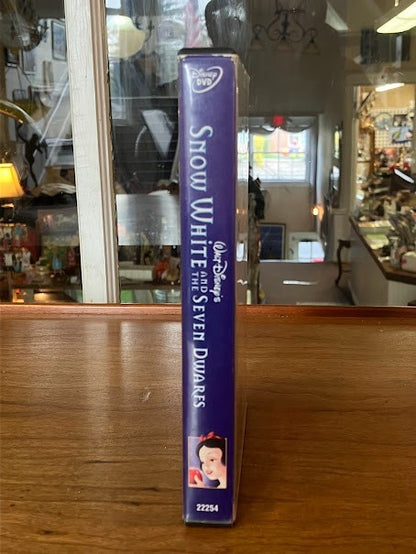 Disney
DVD
WALT DISNEY'S
SNOW WHITE AND THE SEVEN DWARFS
22254